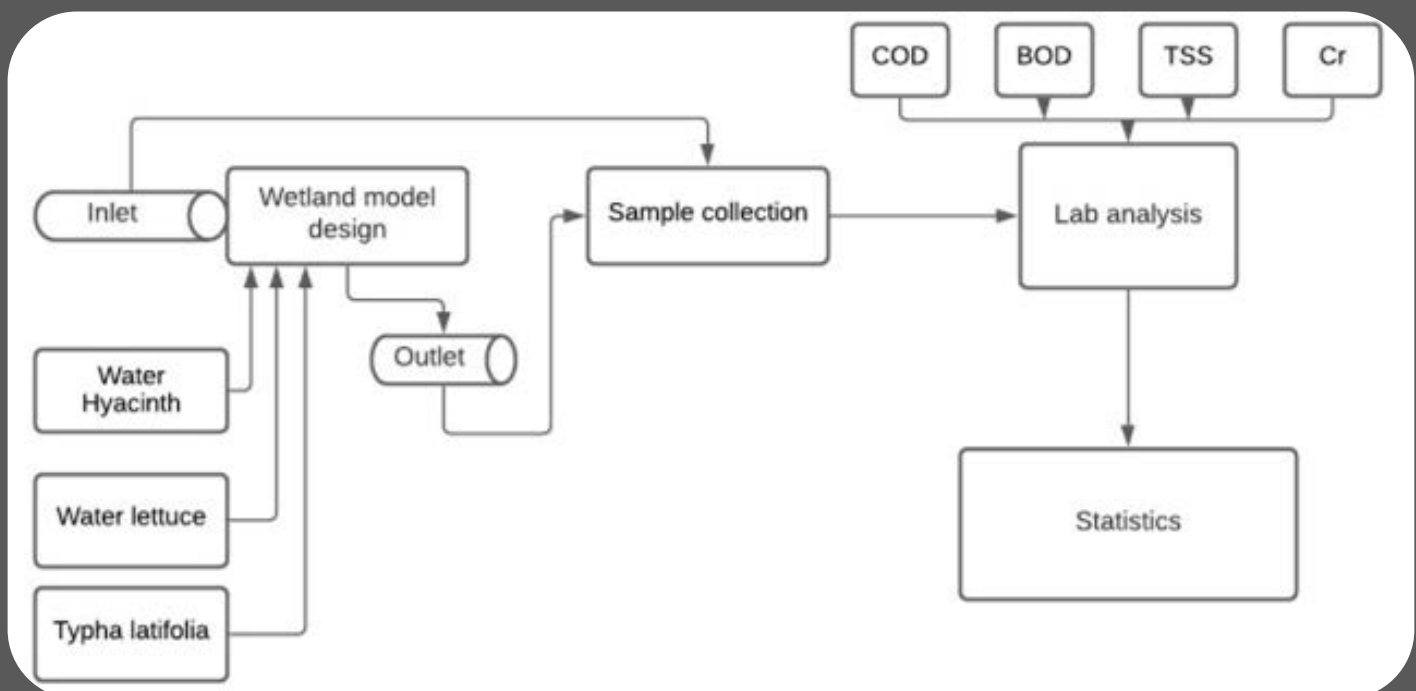 COD
BOD
TSS
Cr
Inlet
Wetland model
design
Sample collection
Lab analysis
Outlet
Water
Hyacinth
Water lettuce
Typha latifolia
Statistics